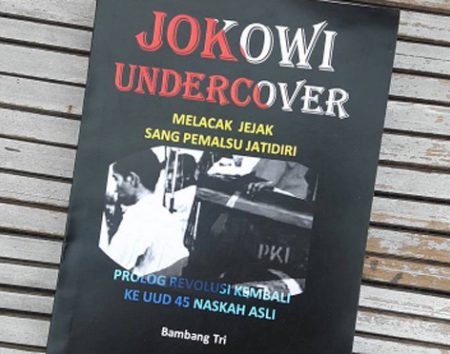 JOKOWI
UNDERCOVER
MELACAK JEJAK
SANG PEMALSU JATIDIRI
PKI
PROLOG REVOLUSI KEMBALI
KE UUD 45 NASKAH ASLI
Bambang Tri